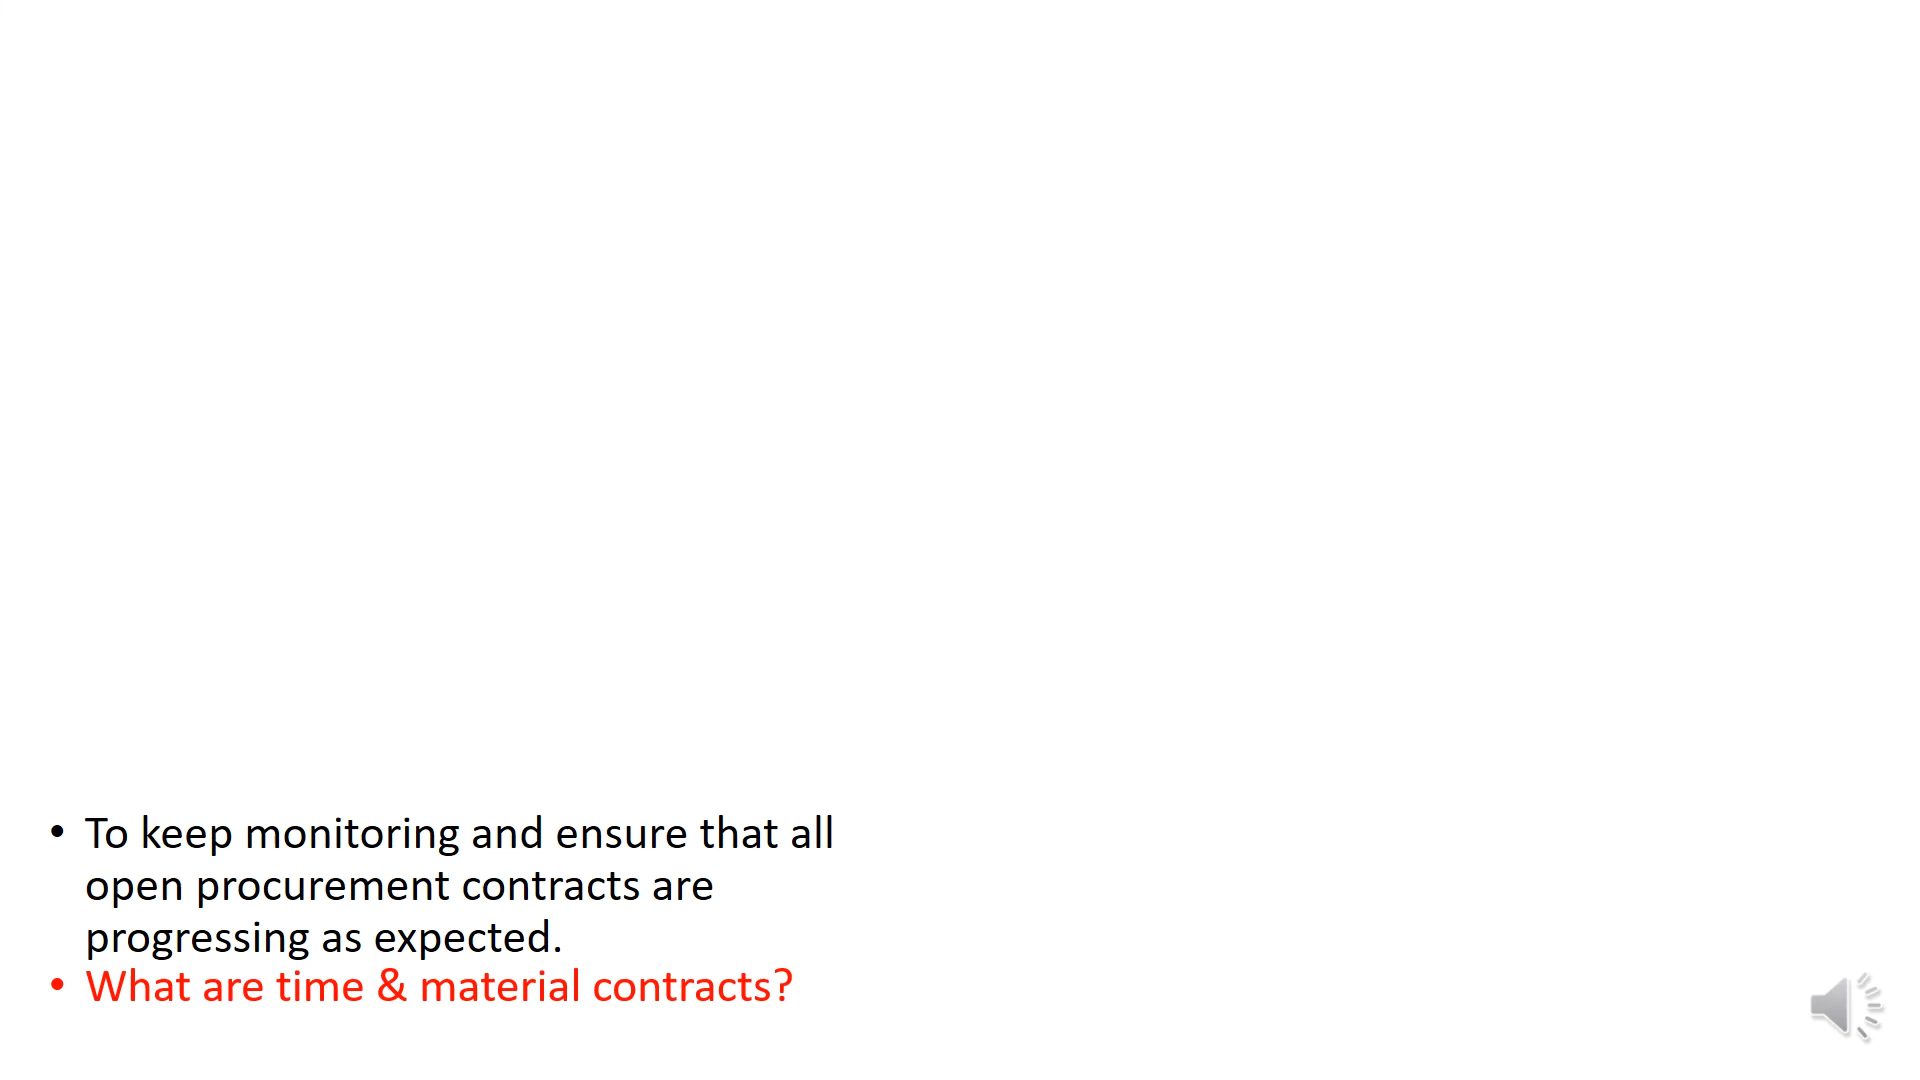 • To keep monitoring and ensure that all
open procurement contracts are
progressing as expected.
• What are time & material contracts?